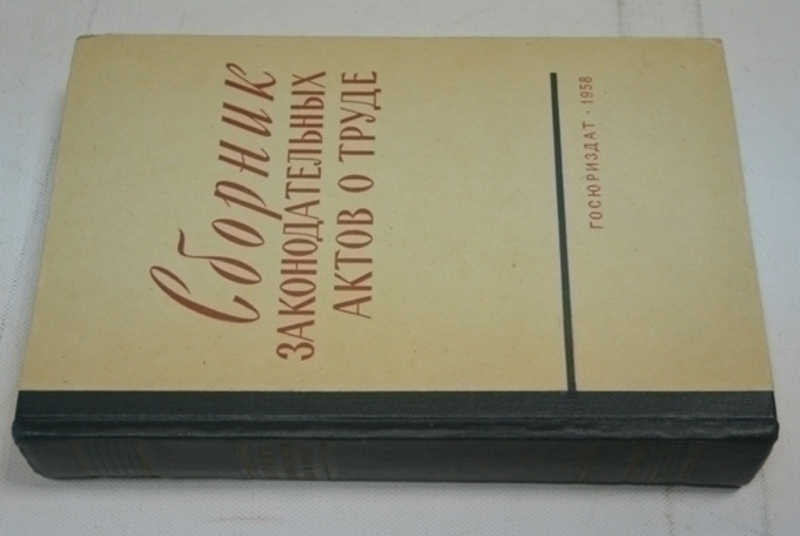 Сборник
ЗАКОНОДАТЕЛЬНЫХ
АКТОВ О ТРУДЕ
ГОСЮРИЗДАТ · 1958